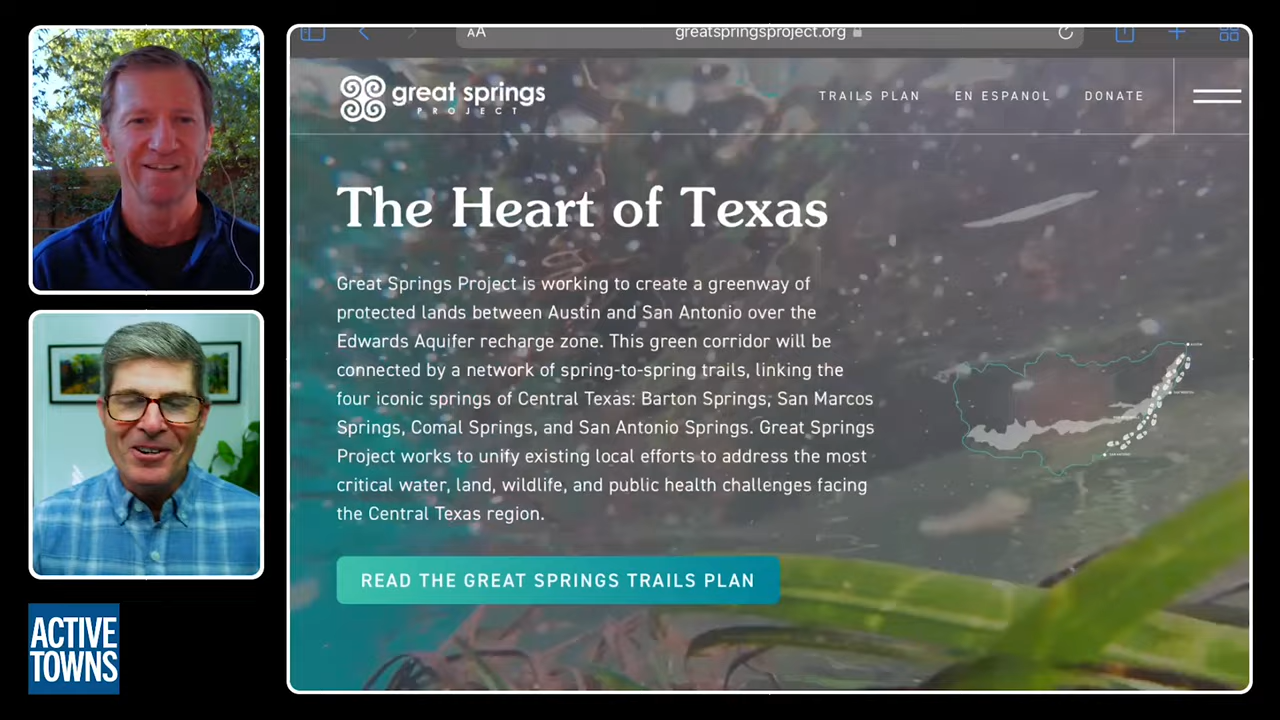 AA
greatspringsproject.org
great springs
PROJECT
TRAILS PLAN
EN ESPANOL
DONATE
The Heart of Texas
Great Springs Project is working to create a greenway of
protected lands between Austin and San Antonio over the
Edwards Aquifer recharge zone. This green corridor will be
connected by a network of spring-to-spring trails, linking the
four iconic springs of Central Texas: Barton Springs, San Marcos
Springs, Comal Springs, and San Antonio Springs. Great Springs
Project works to unify existing local efforts to address the most
critical water, land, wildlife, and public health challenges facing
the Central Texas region.
READ THE GREAT SPRINGS TRAILS PLAN
ACTIVE
TOWNS